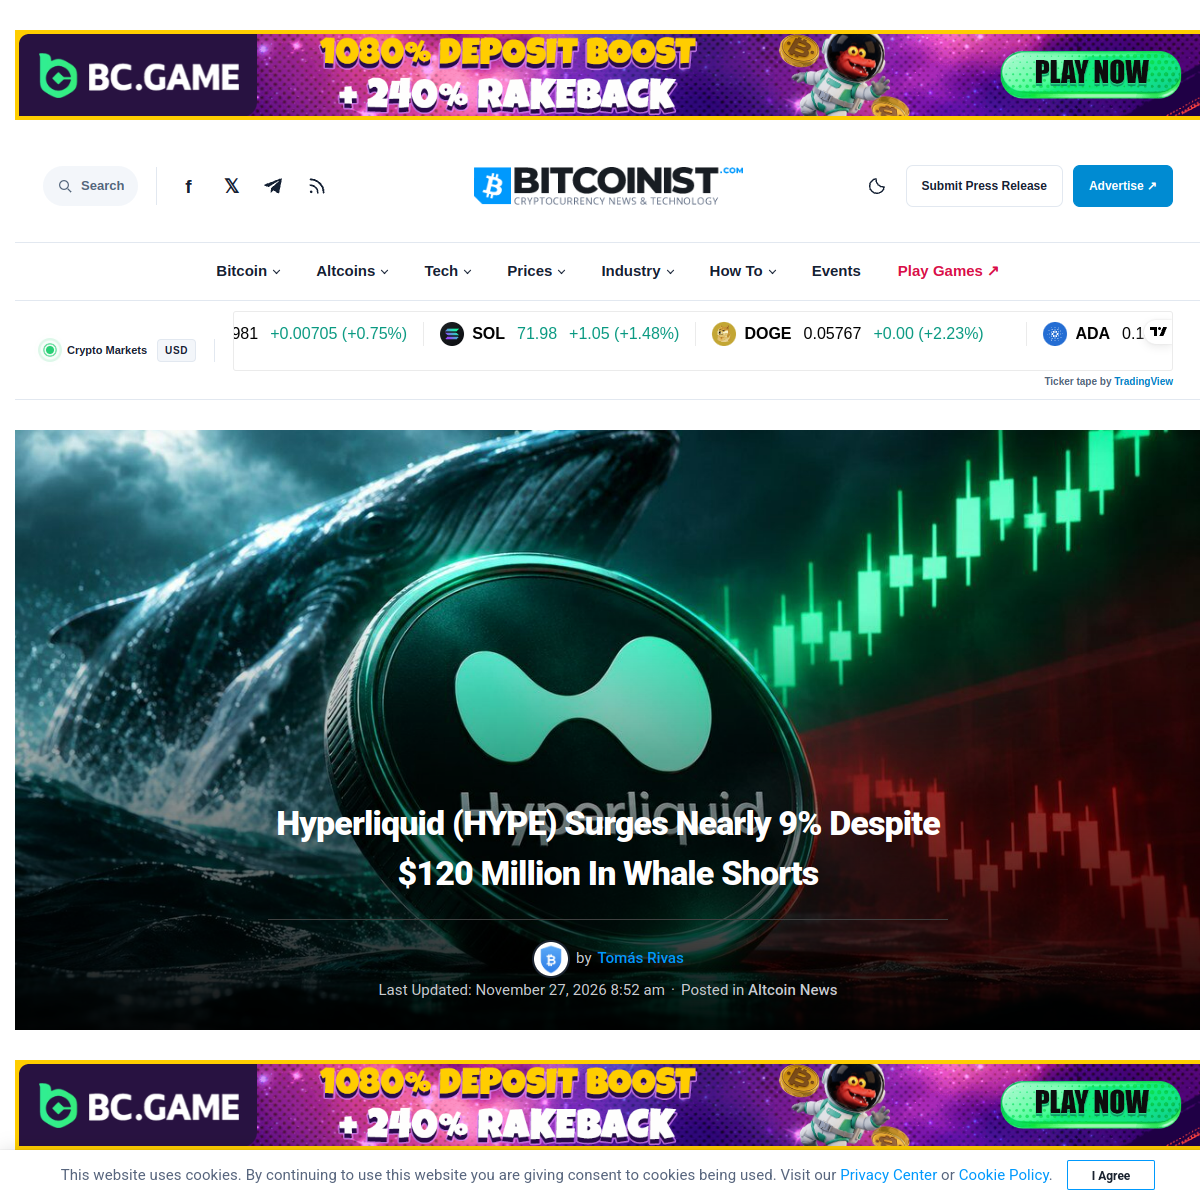 BC.GAME
1080% DEPOSIT BOOST
+ 240% RAKEBACK
PLAY NOW
Search
BITCOINIST.COM
CRYPTOCURRENCY NEWS & TECHNOLOGY
Submit Press Release
Advertise ↗
Bitcoin
Altcoins
Tech
Prices
Industry
How To
Events
Play Games ↗
Crypto Markets
USD
981 +0.00705 (+0.75%)
SOL 71.98 +1.05 (+1.48%)
DOGE 0.05767 +0.00 (+2.23%)
ADA 0.1
Ticker tape by TradingView
Hyperliquid
Hyperliquid (HYPE) Surges Nearly 9% Despite
$120 Million In Whale Shorts
by Tomás Rivas
Last Updated: November 27, 2026 8:52 am · Posted in Altcoin News
BC.GAME
1080% DEPOSIT BOOST
+ 240% RAKEBACK
PLAY NOW
This website uses cookies. By continuing to use this website you are giving consent to cookies being used. Visit our Privacy Center or Cookie Policy.
I Agree